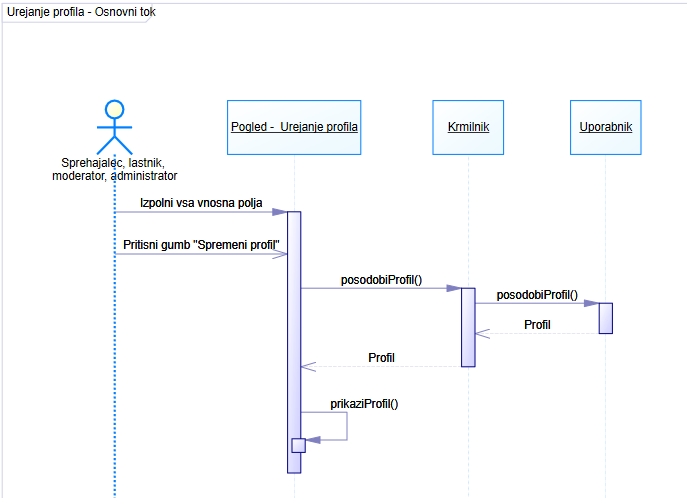 Urejanje profila - Osnovni tok
Pogled -  Urejanje profila
Krmilnik
Uporabnik
Sprehajalec, lastnik,
moderator, administrator
Izpolni vsa vnosna polja
Pritisni gumb "Spremeni profil"
posodobiProfil()
posodobiProfil()
Profil
Profil
prikaziProfil()